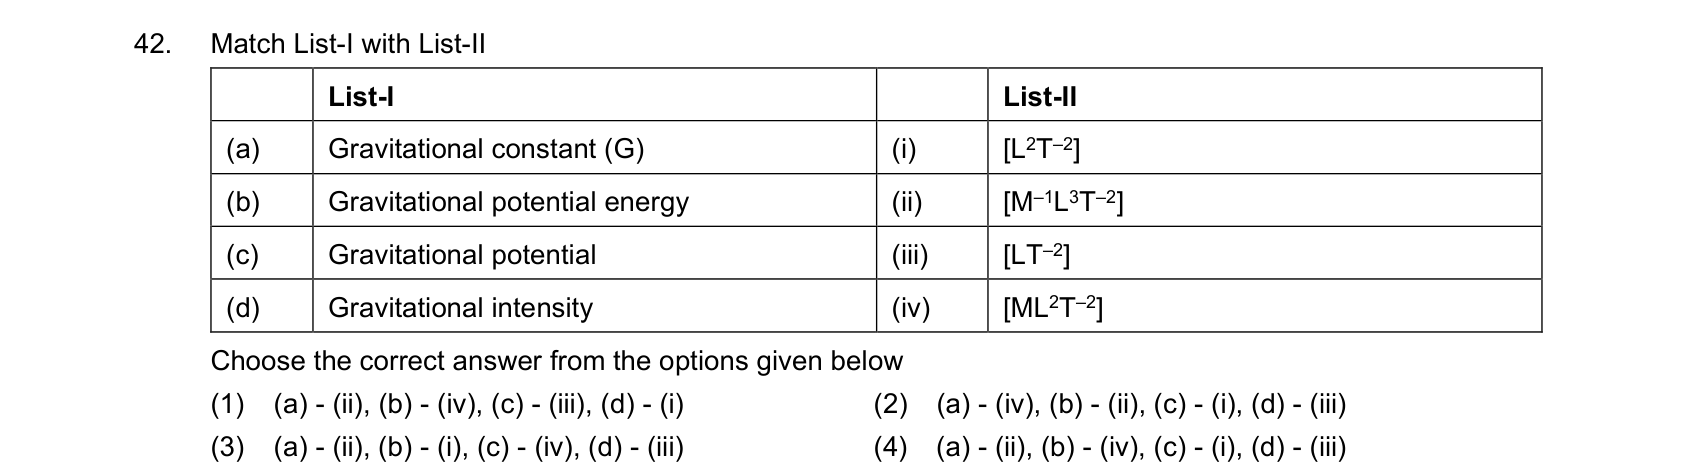 42. Match List-I with List-II
List-I List-II
(a) Gravitational constant (G) (i) [L²T⁻²]
(b) Gravitational potential energy (ii) [M⁻¹L³T⁻²]
(c) Gravitational potential (iii) [LT⁻²]
(d) Gravitational intensity (iv) [ML²T⁻²]
Choose the correct answer from the options given below
(1) (a) - (ii), (b) - (iv), (c) - (iii), (d) - (i) (2) (a) - (iv), (b) - (ii), (c) - (i), (d) - (iii)
(3) (a) - (ii), (b) - (i), (c) - (iv), (d) - (iii) (4) (a) - (ii), (b) - (iv), (c) - (i), (d) - (iii)